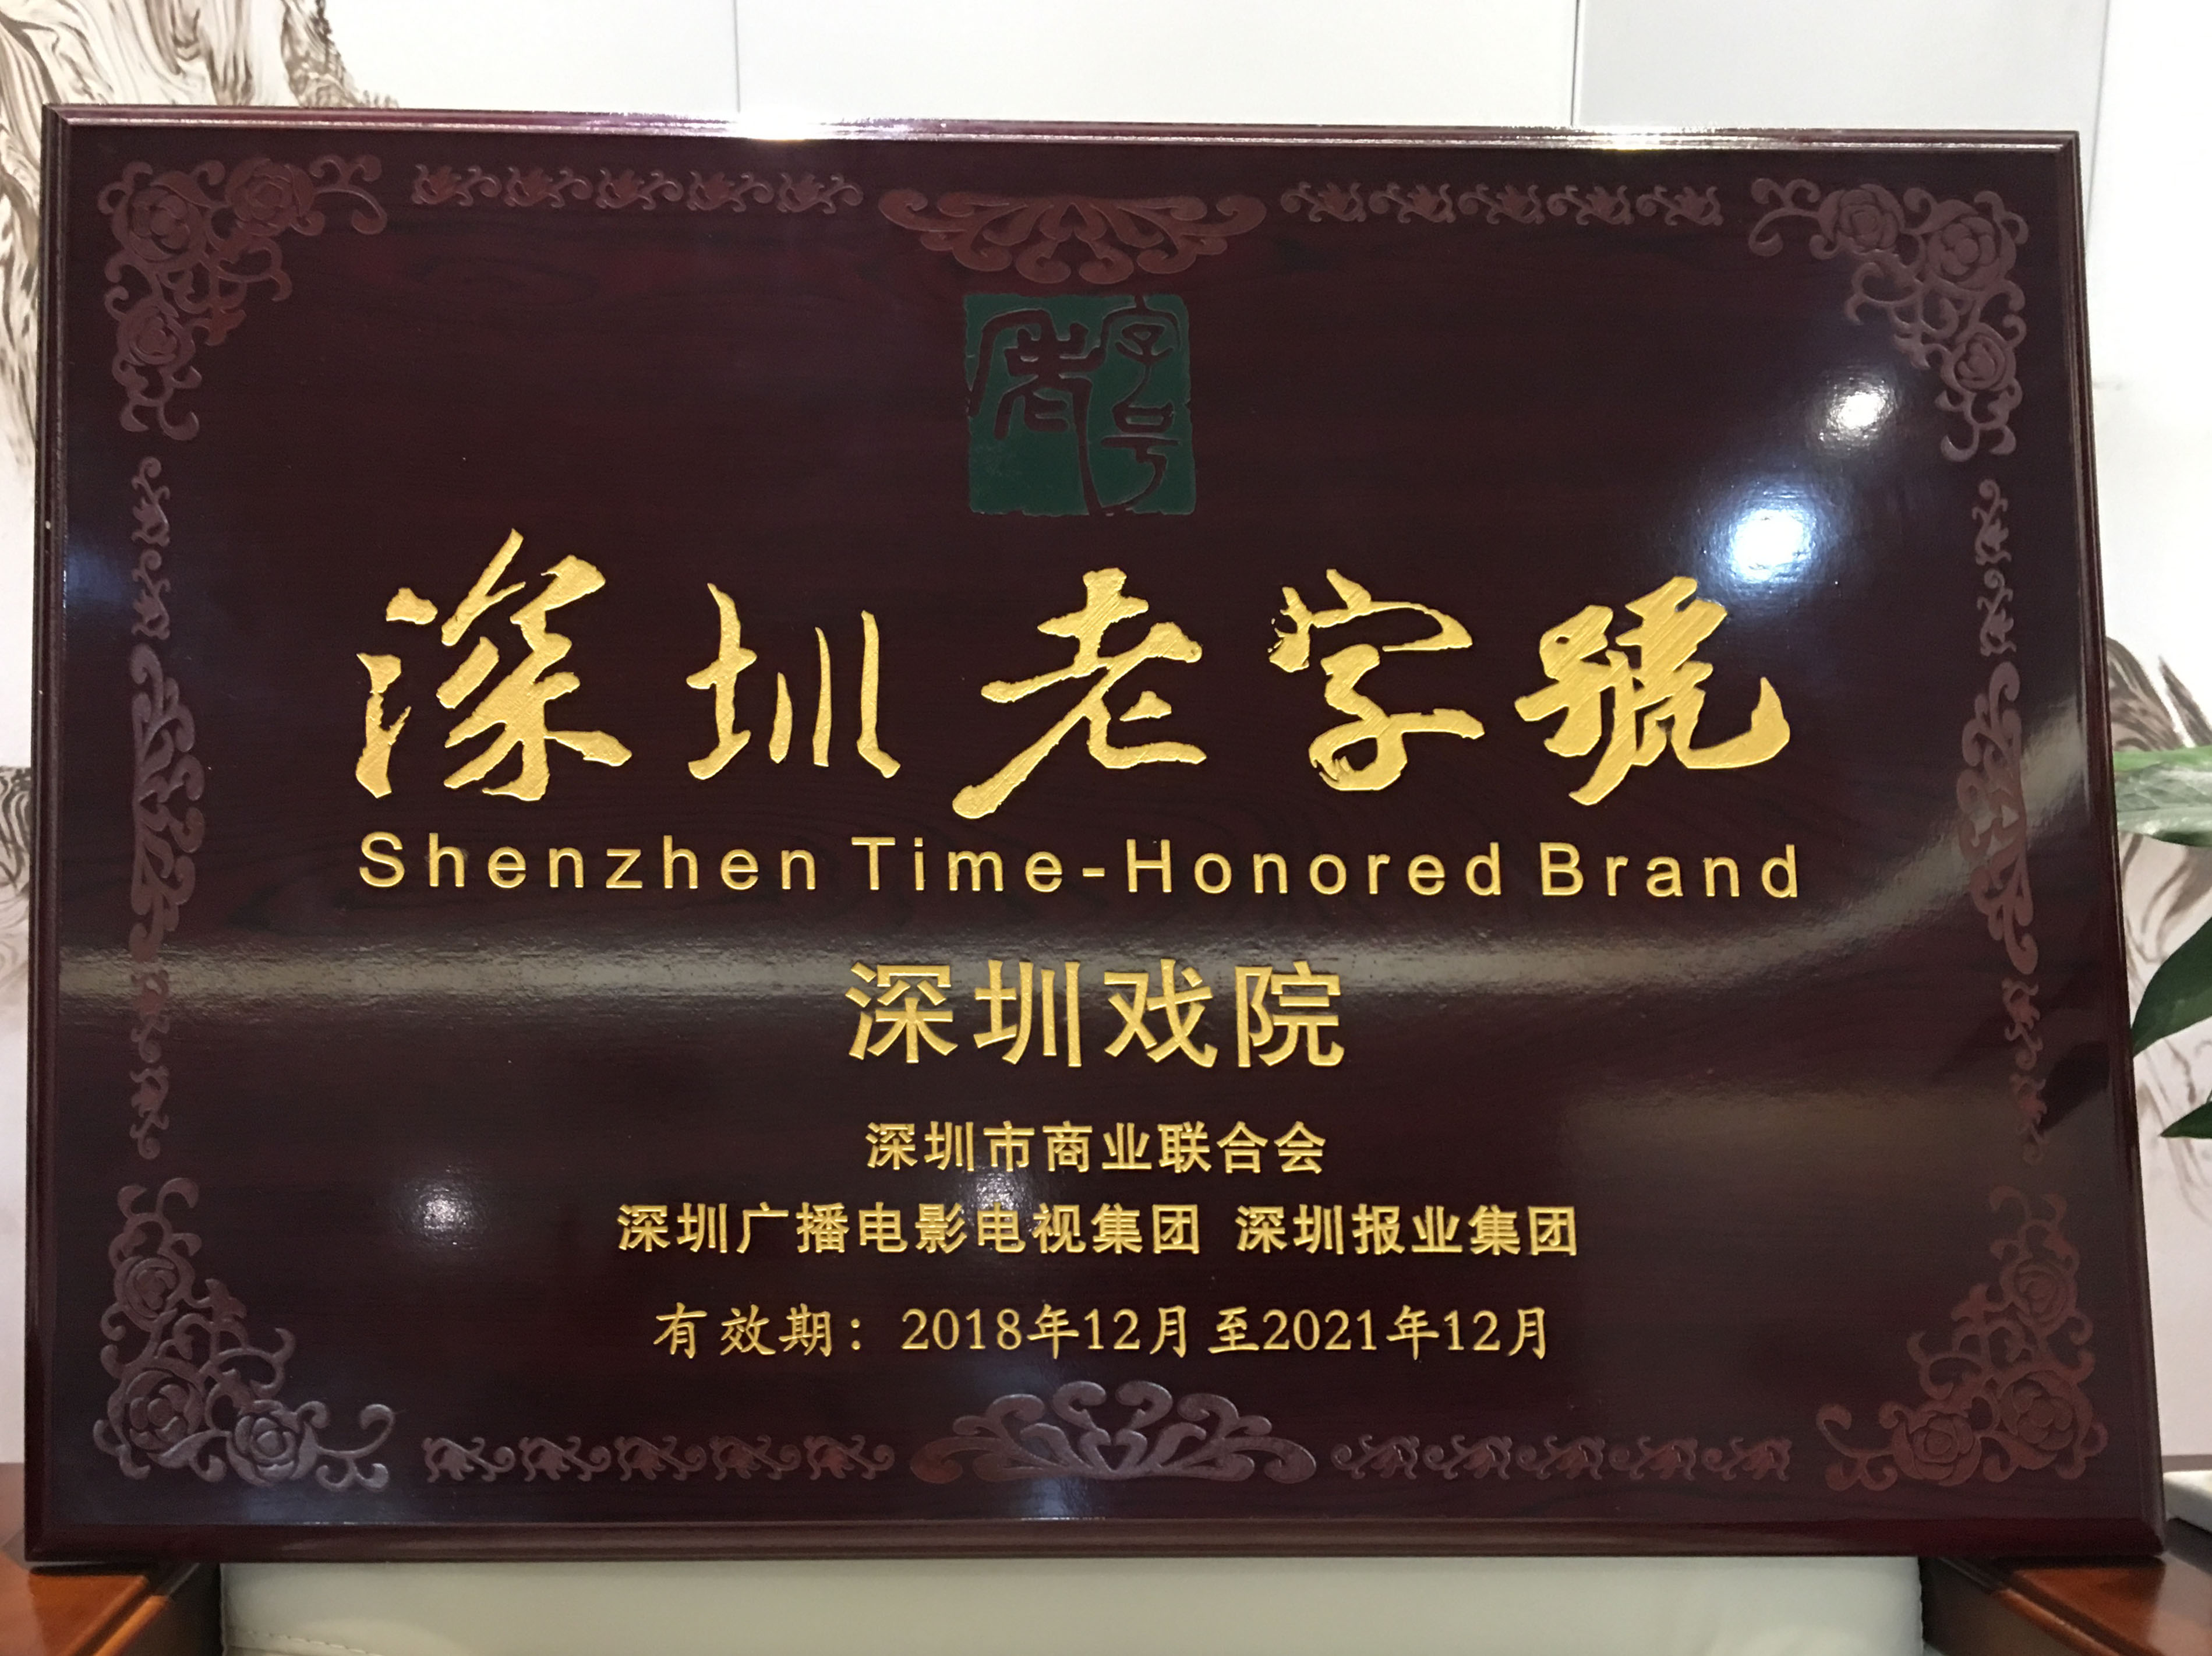 老字号
深圳老字號
Shenzhen Time-Honored Brand
深圳戏院
深圳市商业联合会
深圳广播电影电视集团 深圳报业集团
有效期：2018年12月至2021年12月